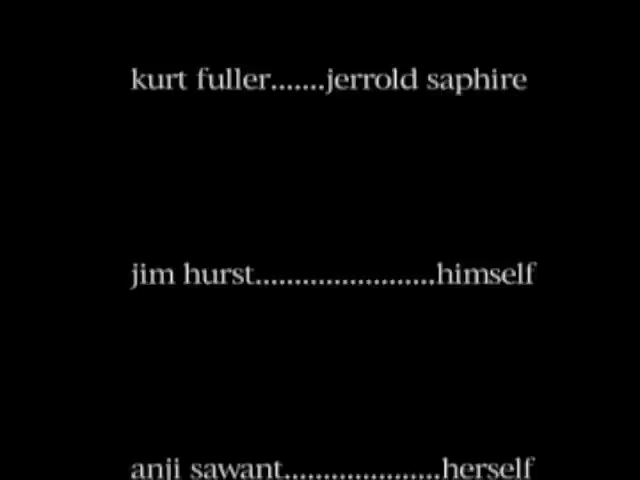 kurt fuller.......jerrold saphire
jim hurst.......................himself
anji sawant....................herself